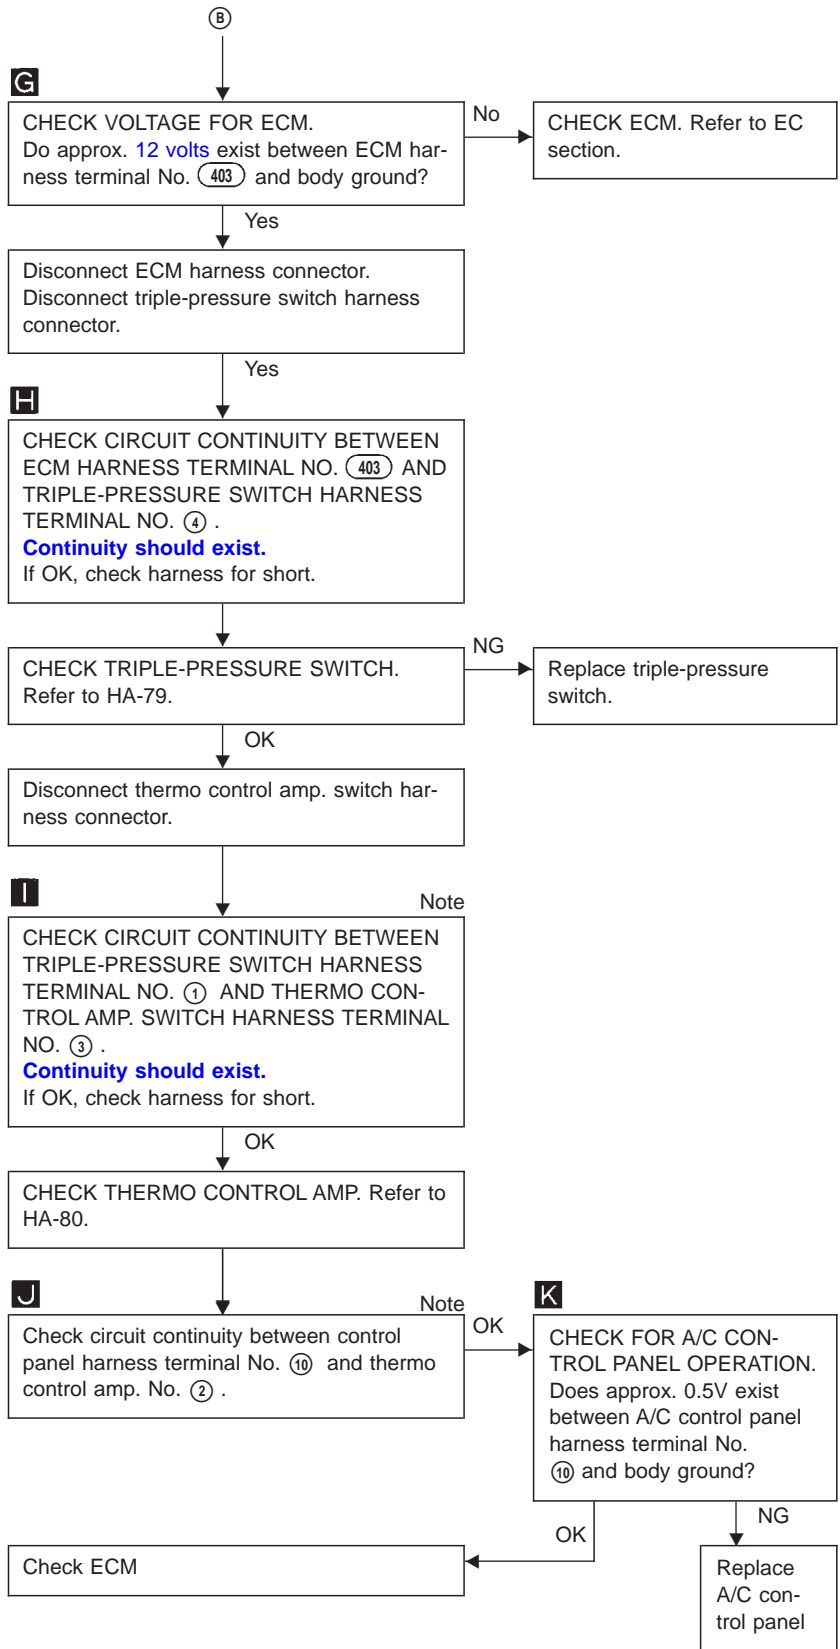 B
G
CHECK VOLTAGE FOR ECM.
Do approx. 12 volts exist between ECM har-
ness terminal No. 403 and body ground?
No
CHECK ECM. Refer to EC
section.
Yes
Disconnect ECM harness connector.
Disconnect triple-pressure switch harness
connector.
Yes
H
CHECK CIRCUIT CONTINUITY BETWEEN
ECM HARNESS TERMINAL NO. 403 AND
TRIPLE-PRESSURE SWITCH HARNESS
TERMINAL NO. 4 .
Continuity should exist.
If OK, check harness for short.
CHECK TRIPLE-PRESSURE SWITCH.
Refer to HA-79.
NG
Replace triple-pressure
switch.
OK
Disconnect thermo control amp. switch har-
ness connector.
I
Note
CHECK CIRCUIT CONTINUITY BETWEEN
TRIPLE-PRESSURE SWITCH HARNESS
TERMINAL NO. 1 AND THERMO CON-
TROL AMP. SWITCH HARNESS TERMINAL
NO. 3 .
Continuity should exist.
If OK, check harness for short.
OK
CHECK THERMO CONTROL AMP. Refer to
HA-80.
J
Note
Check circuit continuity between control
panel harness terminal No. 10 and thermo
control amp. No. 2 .
OK
K
CHECK FOR A/C CON-
TROL PANEL OPERATION.
Does approx. 0.5V exist
between A/C control panel
harness terminal No.
10 and body ground?
OK
NG
Check ECM
Replace
A/C con-
trol panel